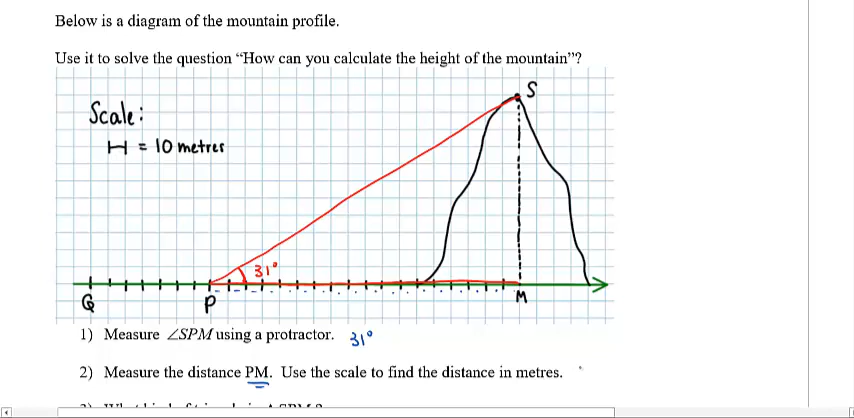 Below is a diagram of the mountain profile.
Use it to solve the question “How can you calculate the height of the mountain”?
S
Scale:
H = 10 metres
31°
Q P M
1) Measure ∠SPM using a protractor. 31°
2) Measure the distance PM. Use the scale to find the distance in metres.